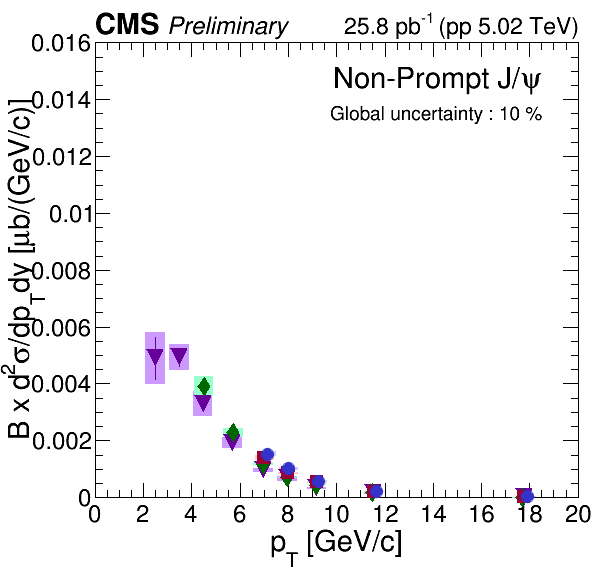 CMS Preliminary 25.8 pb⁻¹ (pp 5.02 TeV)
Non-Prompt J/ψ
Global uncertainty : 10 %
B x d²σ/dp_Tdy [μb/(GeV/c)]
0.016
0.014
0.012
0.01
0.008
0.006
0.004
0.002
0
0 2 4 6 8 10 12 14 16 18 20
p_T [GeV/c]